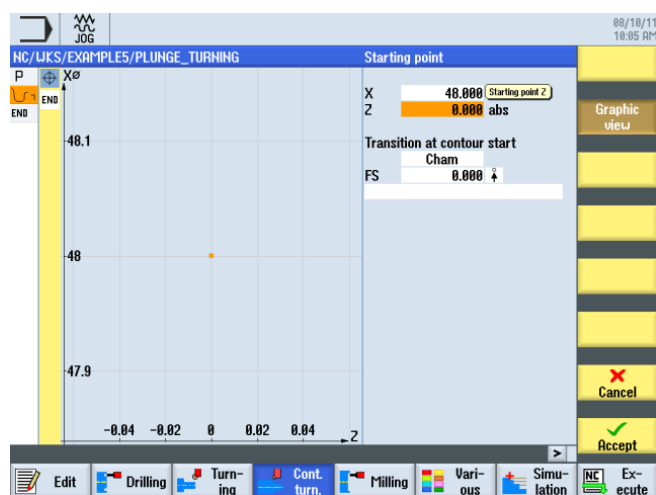 08/10/11
10:05 AM
JOG
NC/WKS/EXAMPLE5/PLUNGE_TURNING
Starting point
P
END
END
XØ
48.1
48
47.9
-0.04 -0.02 0 0.02 0.04
Z
X 48.000 Starting point Z
Z 0.000 abs
Transition at contour start
Cham
FS 0.000
Graphic
view
Cancel
Accept
>
Edit
Drilling
Turn-
ing
Cont.
turn.
Milling
Vari-
ous
Simu-
lation
NC
Ex-
ecute